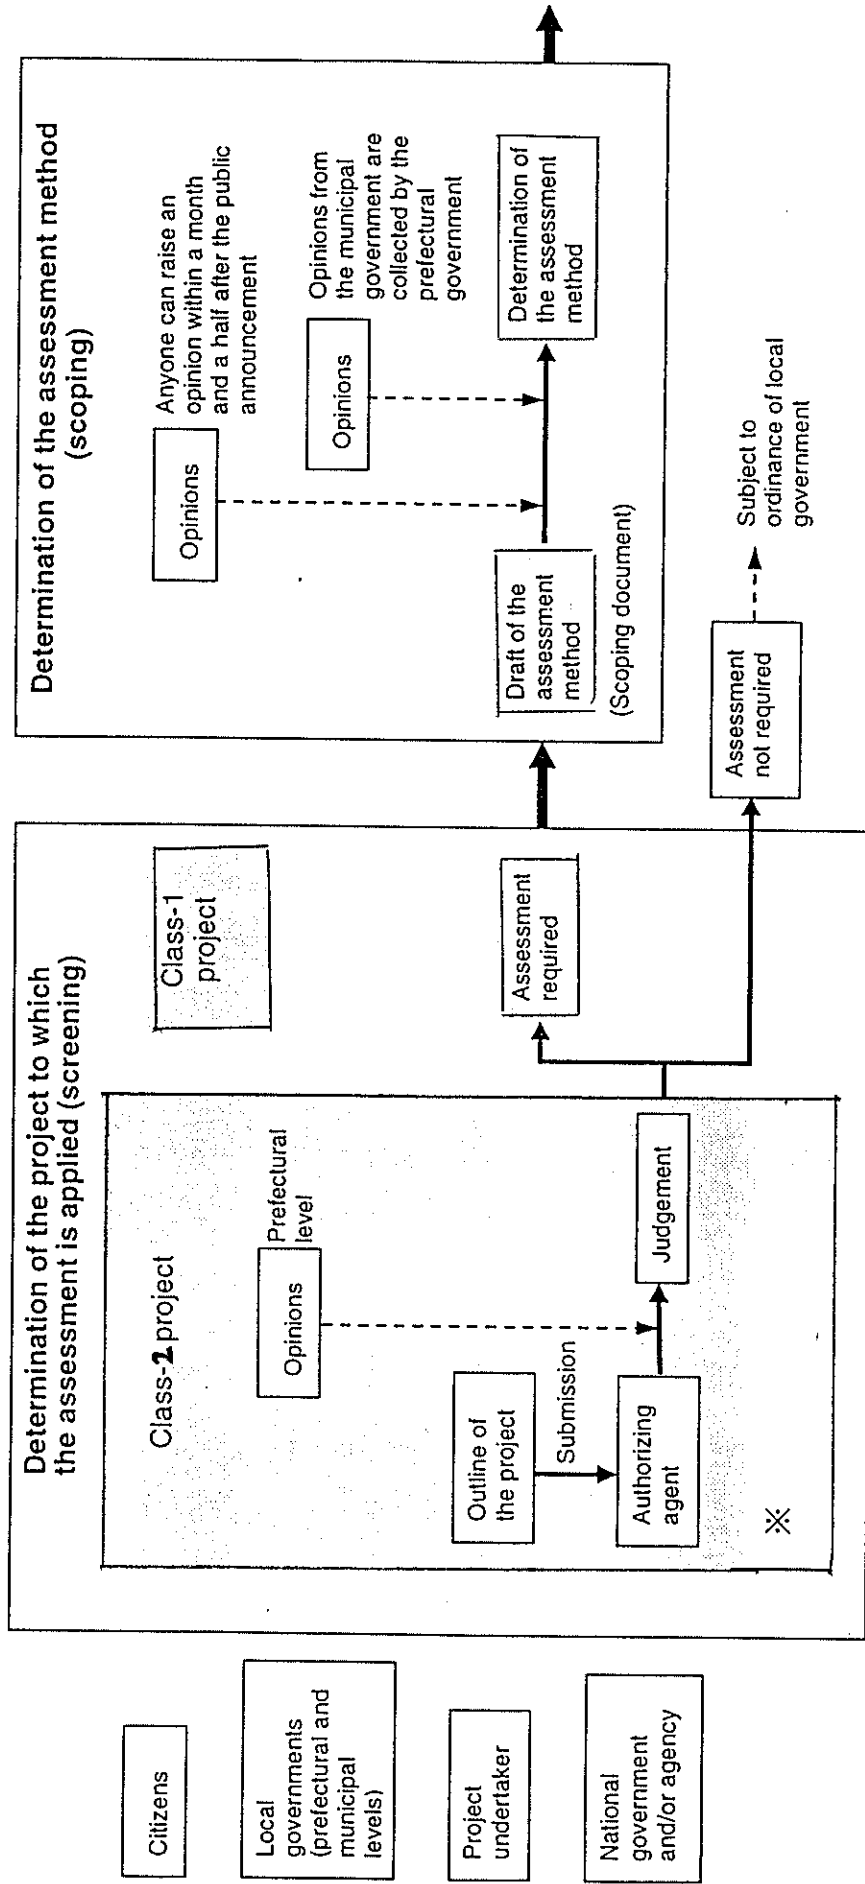 Citizens
Local
governments
(prefectural and
municipal
levels)
Project
undertaker
National
government
and/or agency
Determination of the project to which
the assessment is applied (screening)
Class-2 project
Class-1
project
Opinions
Prefectural
level
Outline of
the project
Submission
Authorizing
agent
Judgement
※
Assessment
required
Assessment
not required
Subject to
ordinance of local
government
Determination of the assessment method
(scoping)
Opinions
Anyone can raise an
opinion within a month
and a half after the public
announcement
Opinions
Opinions from
the municipal
government are
collected by the
prefectural
government
Draft of the
assessment
method
(Scoping document)
Determination of
the assessment
method